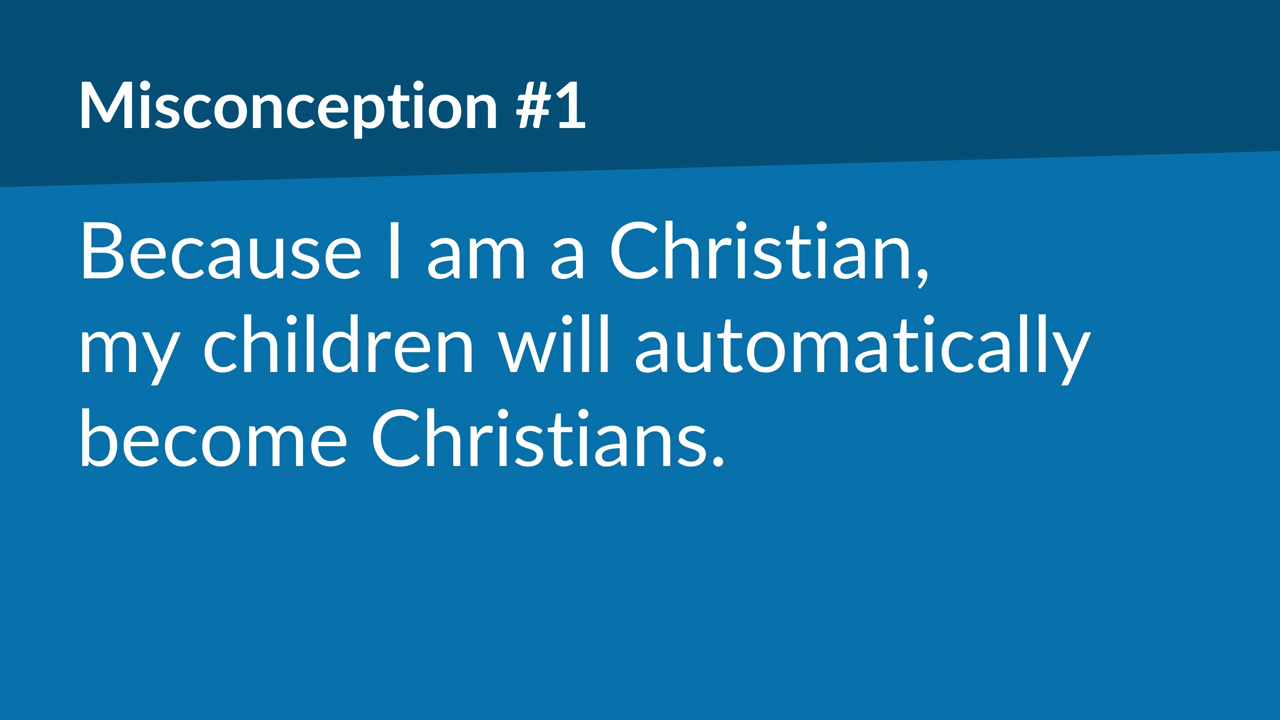 Misconception #1
Because I am a Christian,
my children will automatically
become Christians.